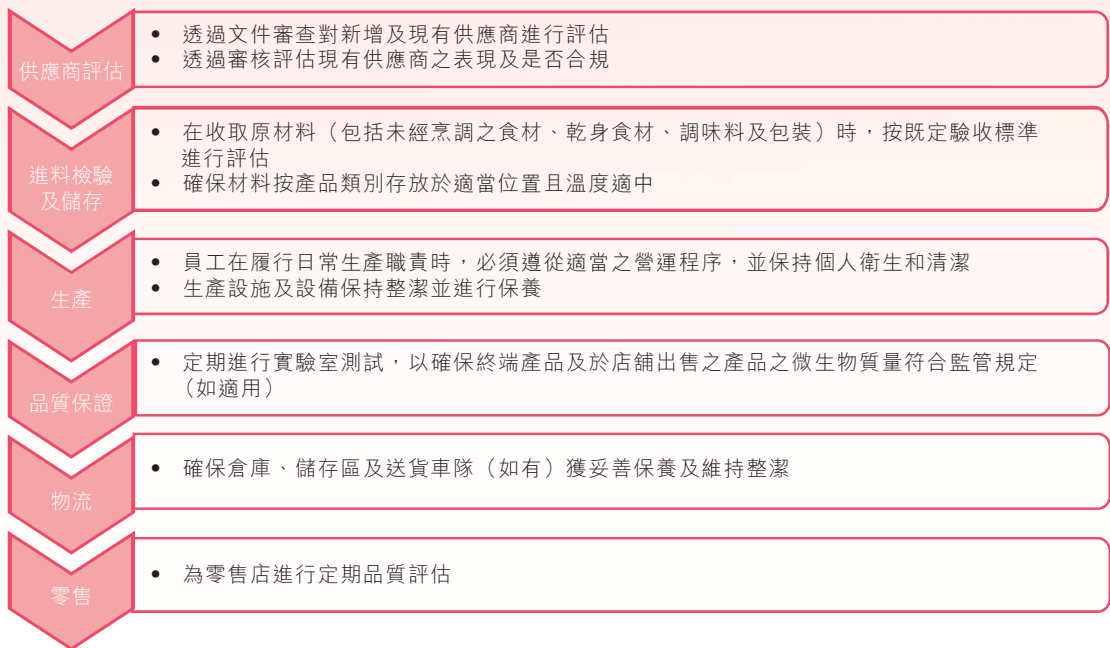 供應商評估
• 透過文件審查對新增及現有供應商進行評估
• 透過審核評估現有供應商之表現及是否合規
進料檢驗
及儲存
• 在收取原材料（包括未經烹調之食材、乾身食材、調味料及包裝）時，按既定驗收標準
進行評估
• 確保材料按產品類別存放於適當位置且溫度適中
生產
• 員工在履行日常生產職責時，必須遵從適當之營運程序，並保持個人衛生和清潔
• 生產設施及設備保持整潔並進行保養
品質保證
• 定期進行實驗室測試，以確保終端產品及於店舖出售之產品之微生物質量符合監管規定
（如適用）
物流
• 確保倉庫、儲存區及送貨車隊（如有）獲妥善保養及維持整潔
零售
• 為零售店進行定期品質評估